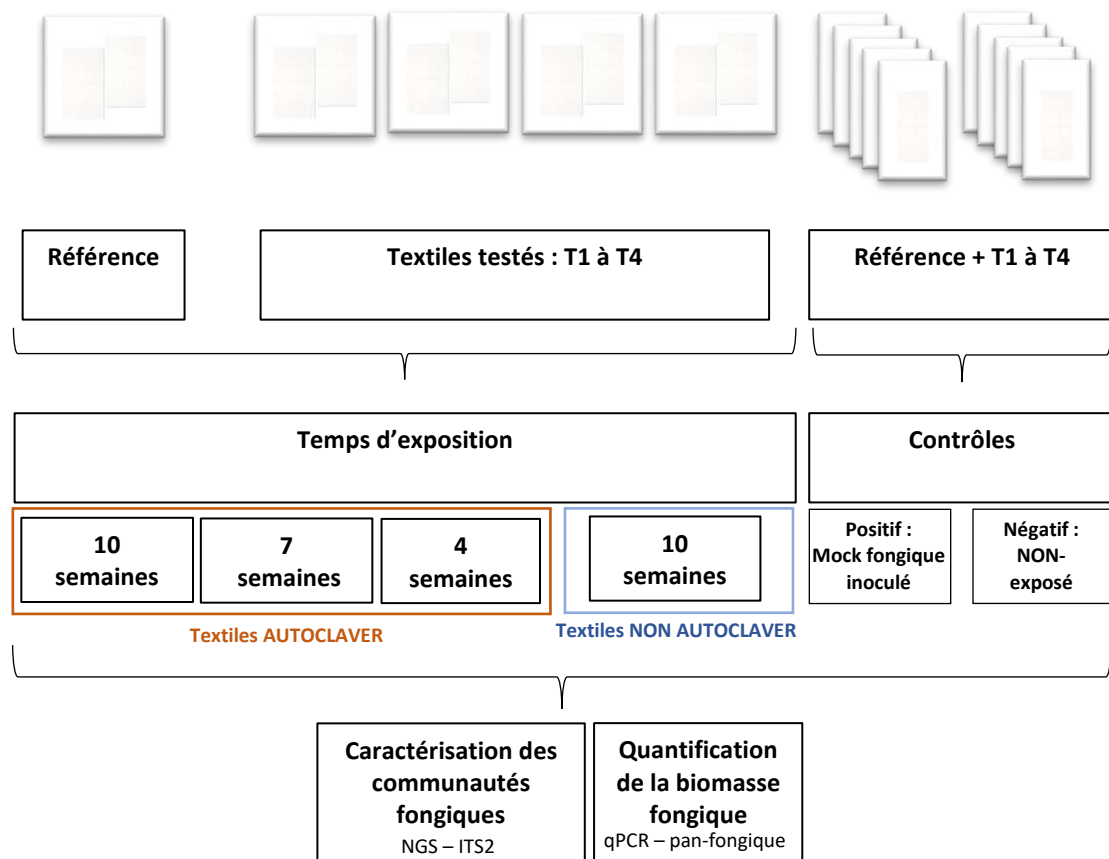 Référence
Textiles testés : T1 à T4
Référence + T1 à T4
Temps d'exposition
Contrôles
10
semaines
7
semaines
4
semaines
10
semaines
Positif :
Mock fongique
inoculé
Négatif :
NON-
exposé
Textiles AUTOCLAVER
Textiles NON AUTOCLAVER
Caractérisation des
communautés
fongiques
NGS – ITS2
Quantification
de la biomasse
fongique
qPCR – pan-fongique